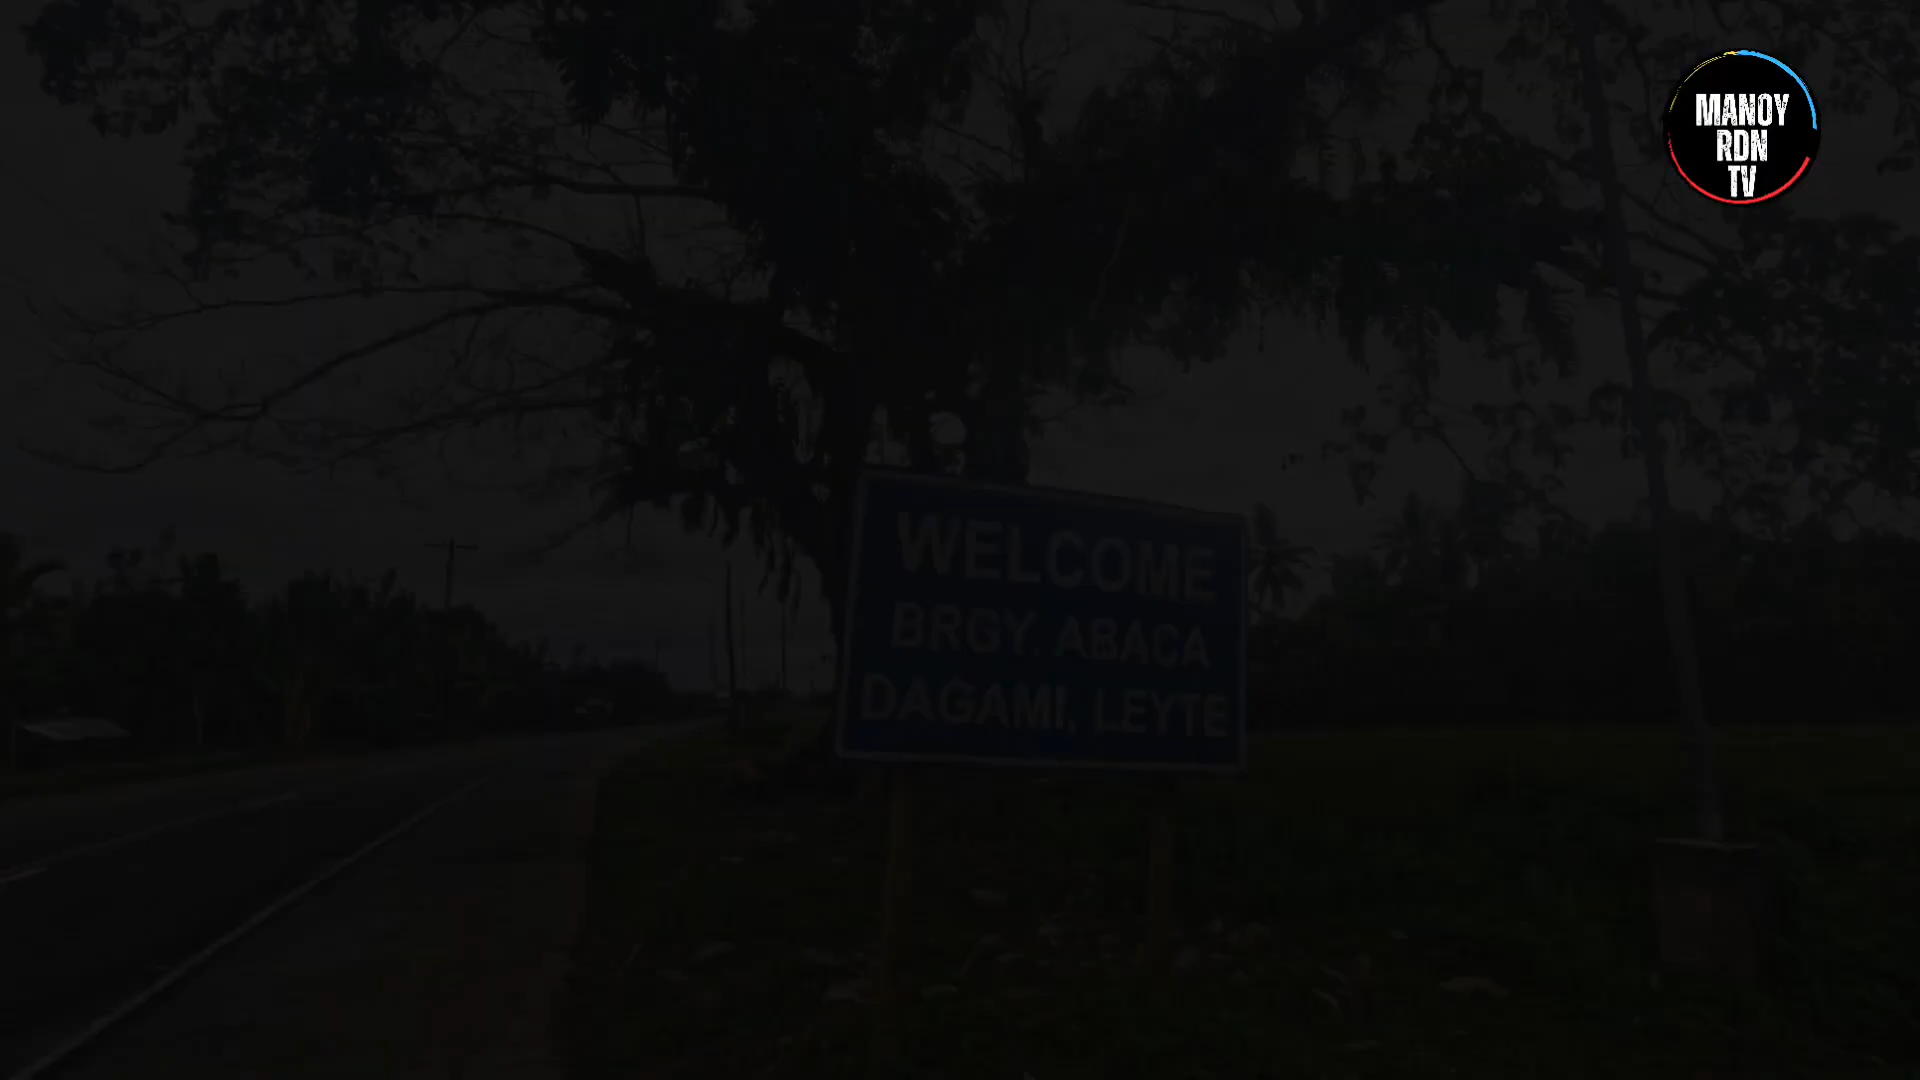 MANOY
RDN
TV
WELCOME
BRGY. ABACA
DAGAMI, LEYTE